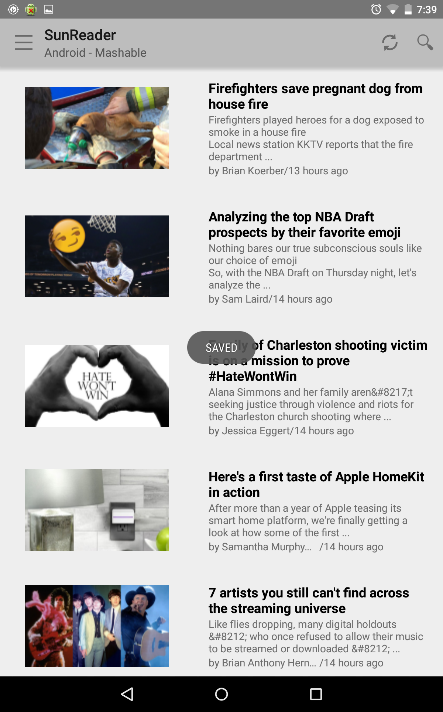 7:39
SunReader
Android - Mashable
Firefighters save pregnant dog from
house fire
Firefighters played heroes for a dog exposed to
smoke in a house fire
Local news station KKTV reports that the fire
department ...
by Brian Koerber/13 hours ago
Analyzing the top NBA Draft
prospects by their favorite emoji
Nothing bares our true subconscious souls like
our choice of emoji
So, with the NBA Draft on Thursday night, let's
analyze the ...
by Sam Laird/14 hours ago
HATE
WON'T
WIN
SAVED
of Charleston shooting victim
is on a mission to prove
#HateWontWin
Alana Simmons and her family aren&#8217;t
seeking justice through violence and riots for
the Charleston church shooting where ...
by Jessica Eggert/14 hours ago
Here's a first taste of Apple HomeKit
in action
After more than a year of Apple teasing its
smart home platform, we're finally getting a
look at how some of the first ...
by Samantha Murphy... /14 hours ago
7 artists you still can't find across
the streaming universe
Like flies dropping, many digital holdouts
&#8212; who once refused to allow their music
to be streamed or downloaded &#8212; ...
by Brian Anthony Hern... /14 hours ago